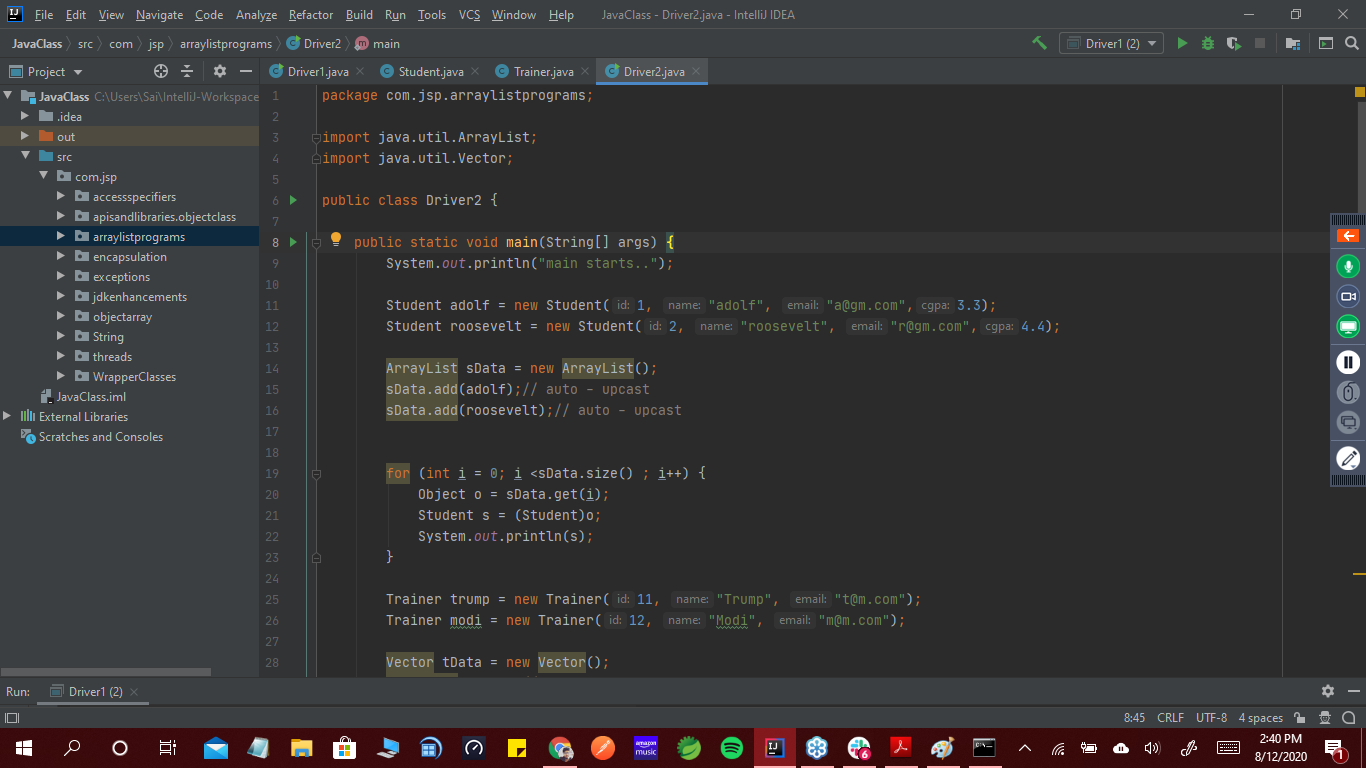 File Edit View Navigate Code Analyze Refactor Build Run Tools VCS Window Help JavaClass - Driver2.java - IntelliJ IDEA
JavaClass src com jsp arraylistprograms Driver2 main Driver1 (2)
Project Driver1.java Student.java Trainer.java Driver2.java
JavaClass C:\Users\Sai\IntelliJ-Workspace
.idea
out
src
com.jsp
accessspecifiers
apisandlibraries.objectclass
arraylistprograms
encapsulation
exceptions
jdkenhancements
objectarray
String
threads
WrapperClasses
JavaClass.iml
External Libraries
Scratches and Consoles
1 package com.jsp.arraylistprograms;
2
3 import java.util.ArrayList;
4 import java.util.Vector;
5
6 public class Driver2 {
7
8 public static void main(String[] args) {
9 System.out.println("main starts..");
10
11 Student adolf = new Student( id: 1, name: "adolf", email: "a@gm.com", cgpa: 3.3);
12 Student roosevelt = new Student( id: 2, name: "roosevelt", email: "r@gm.com", cgpa: 4.4);
13
14 ArrayList sData = new ArrayList();
15 sData.add(adolf);// auto - upcast
16 sData.add(roosevelt);// auto - upcast
17
18
19 for (int i = 0; i <sData.size() ; i++) {
20 Object o = sData.get(i);
21 Student s = (Student)o;
22 System.out.println(s);
23 }
24
25 Trainer trump = new Trainer( id: 11, name: "Trump", email: "t@m.com");
26 Trainer modi = new Trainer( id: 12, name: "Modi", email: "m@m.com");
27
28 Vector tData = new Vector();
Run: Driver1 (2)
8:45 CRLF UTF-8 4 spaces
amazon music
6
2:40 PM
8/12/2020
1